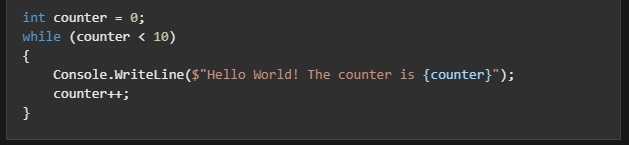 int counter = 0;
while (counter < 10)
{
    Console.WriteLine($"Hello World! The counter is {counter}");
    counter++;
}